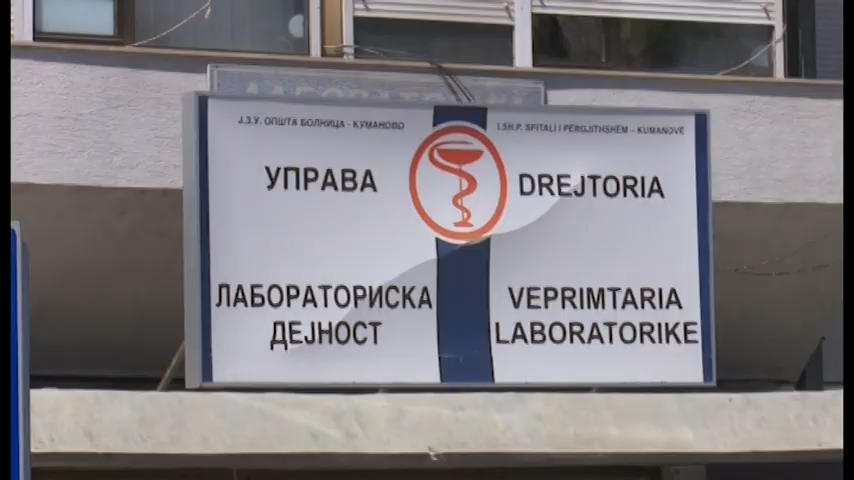 Ј.З.У. ОПШТА БОЛНИЦА - КУМАНОВО
УПРАВА
ЛАБОРАТОРИСКА
ДЕЈНОСТ
I.SH.P. SPITALI I PËRGJITHSHËM - KUMANOVË
DREJTORIA
VEPRIMTARIA
LABORATORIKE